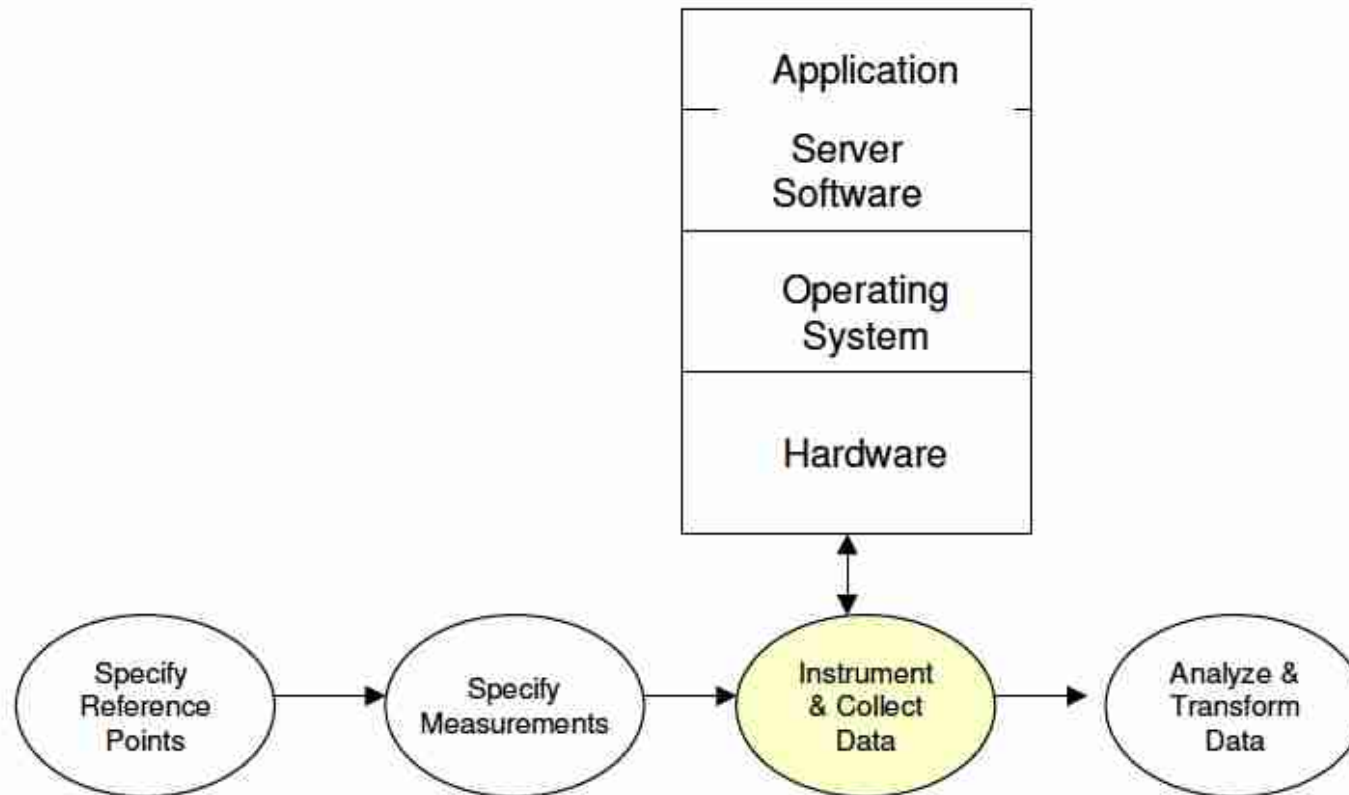 Application
Server
Software
Operating
System
Hardware
Specify
Reference
Points
Specify
Measurements
Instrument
& Collect
Data
Analyze &
Transform
Data